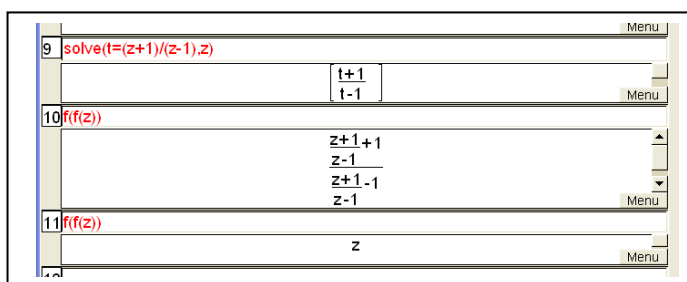 Menu
9 solve(t=(z+1)/(z-1),z)
t+1
t-1
Menu
10 f(f(z))
z+1+1
z-1
z+1-1
z-1
Menu
11 f(f(z))
z
Menu